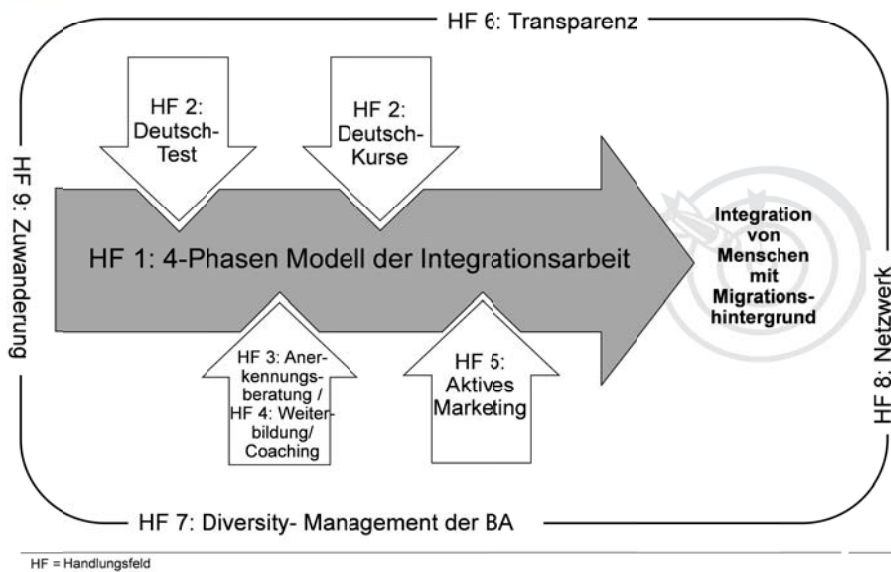 HF 6: Transparenz
HF 2:
Deutsch-
Test
HF 2:
Deutsch-
Kurse
HF 9: Zuwanderung
HF 1: 4-Phasen Modell der Integrationsarbeit
Integration
von
Menschen
mit
Migrations-
hintergrund
HF 8: Netzwerk
HF 3: Aner-
kennungs-
beratung /
HF 4: Weiter-
bildung/
Coaching
HF 5:
Aktives
Marketing
HF 7: Diversity- Management der BA
HF = Handlungsfeld